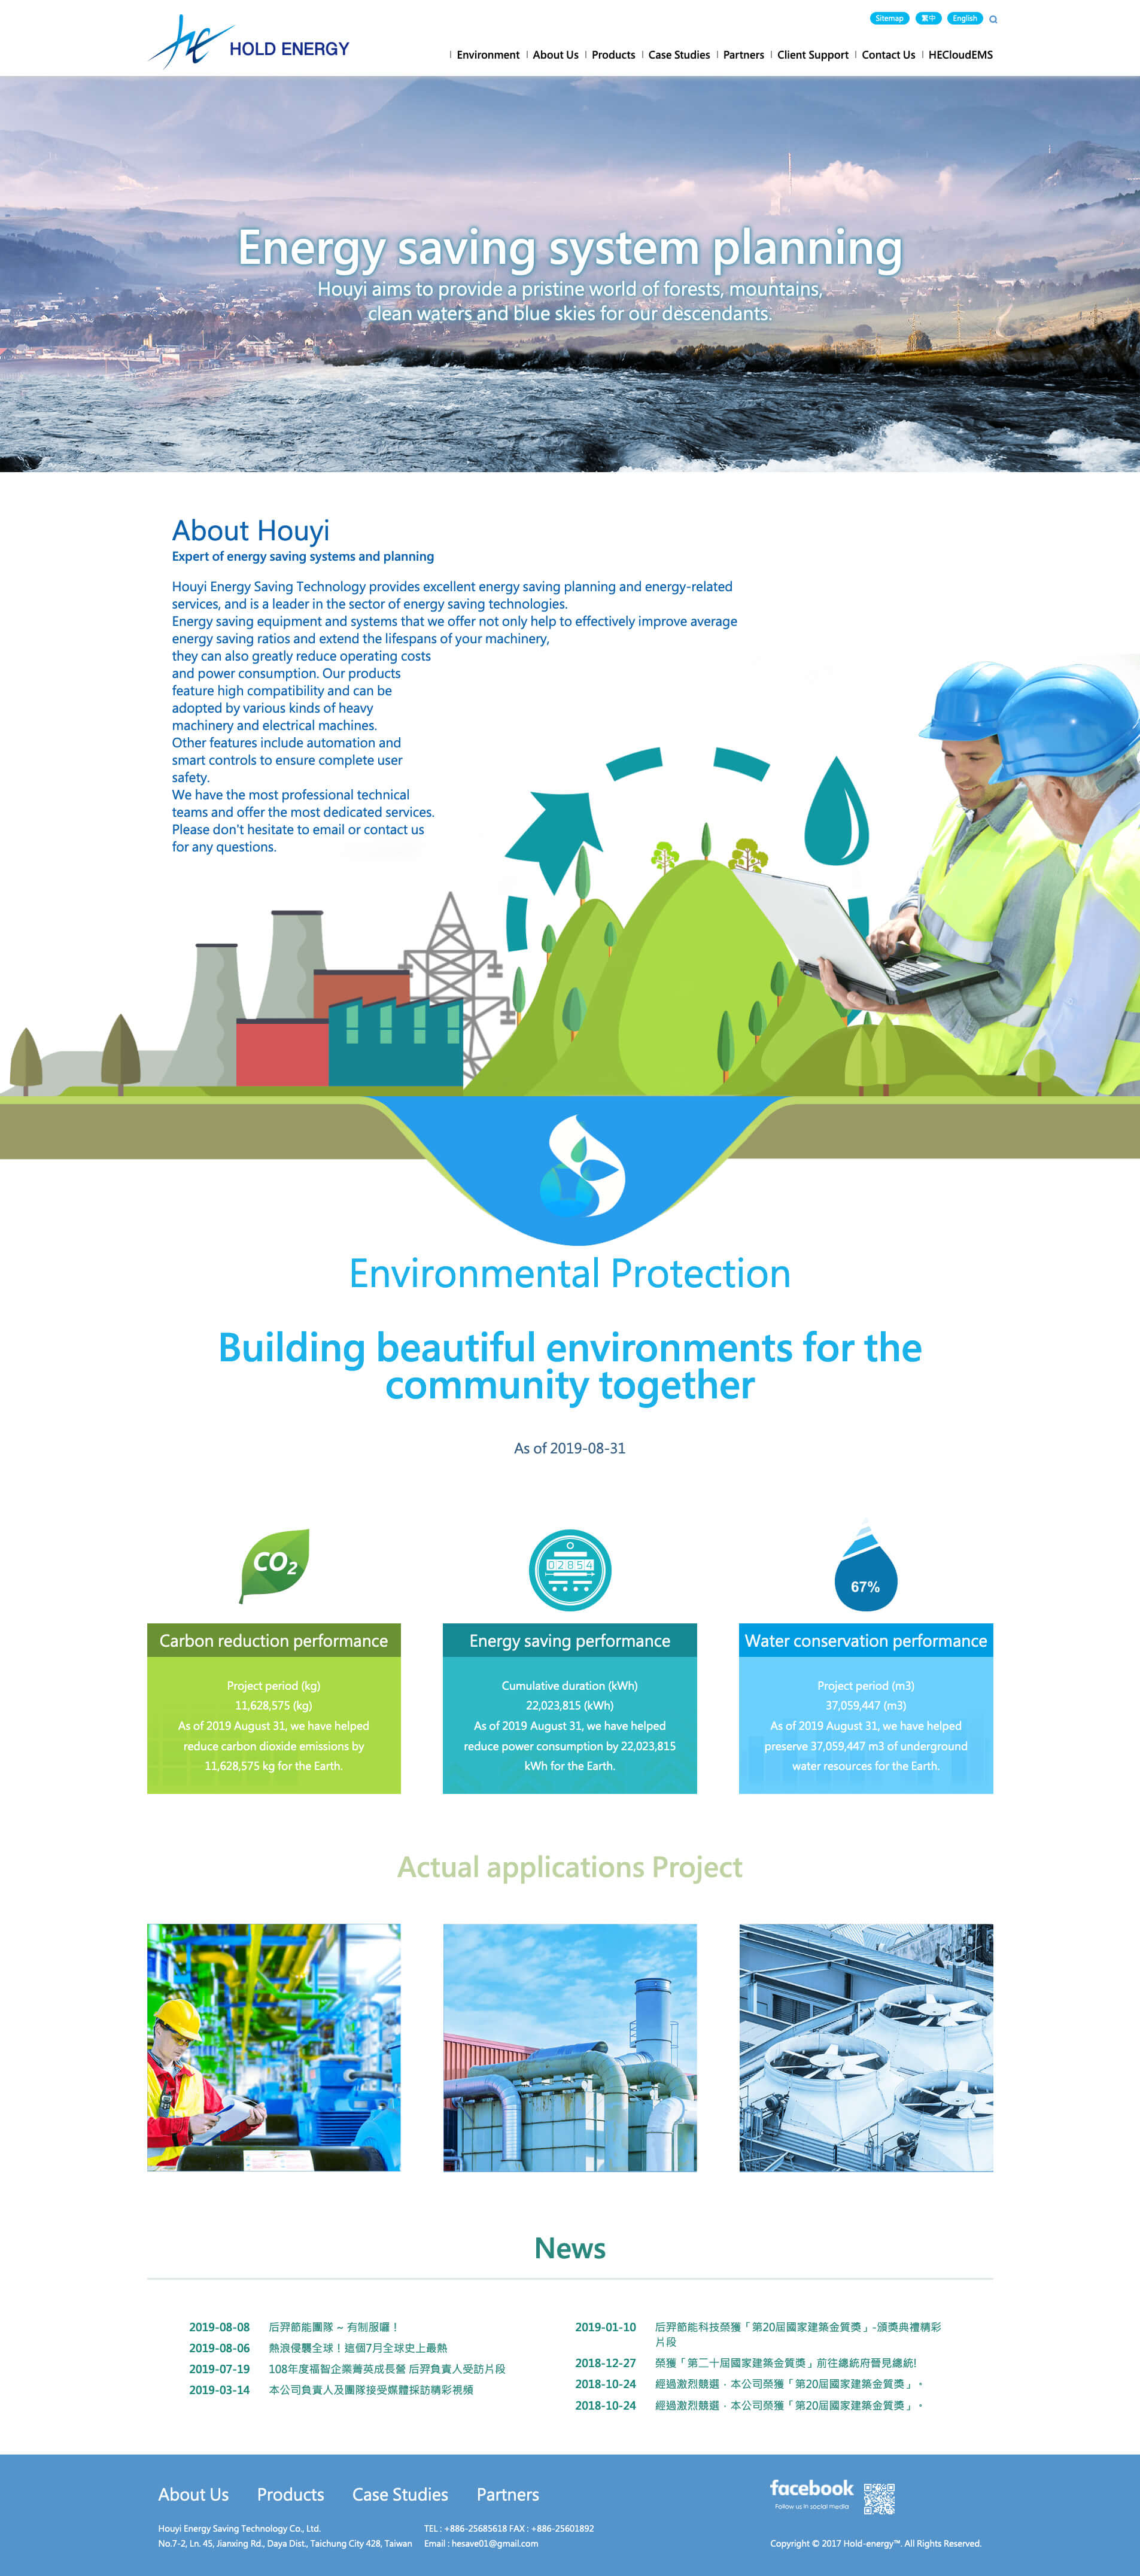 HOLD ENERGY
Sitemap
繁中
English
Environment
About Us
Products
Case Studies
Partners
Client Support
Contact Us
HECloudEMS
Energy saving system planning
Houyi aims to provide a pristine world of forests, mountains,
clean waters and blue skies for our descendants.
About Houyi
Expert of energy saving systems and planning
Houyi Energy Saving Technology provides excellent energy saving planning and energy-related
services, and is a leader in the sector of energy saving technologies.
Energy saving equipment and systems that we offer not only help to effectively improve average
energy saving ratios and extend the lifespans of your machinery,
they can also greatly reduce operating costs
and power consumption. Our products
feature high compatibility and can be
adopted by various kinds of heavy
machinery and electrical machines.
Other features include automation and
smart controls to ensure complete user
safety.
We have the most professional technical
teams and offer the most dedicated services.
Please don't hesitate to email or contact us
for any questions.
Environmental Protection
Building beautiful environments for the
community together
As of 2019-08-31
CO2
Carbon reduction performance
Project period (kg)
11,628,575 (kg)
As of 2019 August 31, we have helped
reduce carbon dioxide emissions by
11,628,575 kg for the Earth.
02854
Energy saving performance
Cumulative duration (kWh)
22,023,815 (kWh)
As of 2019 August 31, we have helped
reduce power consumption by 22,023,815
kWh for the Earth.
67%
Water conservation performance
Project period (m3)
37,059,447 (m3)
As of 2019 August 31, we have helped
preserve 37,059,447 m3 of underground
water resources for the Earth.
Actual applications Project
News
2019-08-08 后羿節能團隊 ~ 有制服囉！
2019-08-06 熱浪侵襲全球！這個7月全球史上最熱
2019-07-19 108年度福智企業菁英成長營 后羿負責人受訪片段
2019-03-14 本公司負責人及團隊接受媒體採訪精彩視頻
2019-01-10 后羿節能科技榮獲「第20屆國家建築金質獎」-頒獎典禮精彩
片段
2018-12-27 榮獲「第二十屆國家建築金質獎」前往總統府晉見總統!
2018-10-24 經過激烈競選，本公司榮獲「第20屆國家建築金質獎」。
2018-10-24 經過激烈競選，本公司榮獲「第20屆國家建築金質獎」。
About Us
Products
Case Studies
Partners
Houyi Energy Saving Technology Co., Ltd.
TEL : +886-25685618 FAX : +886-25601892
No.7-2, Ln. 45, Jianxing Rd., Daya Dist., Taichung City 428, Taiwan
Email : hesave01@gmail.com
facebook
Follow us in social media
Copyright © 2017 Hold-energy™. All Rights Reserved.